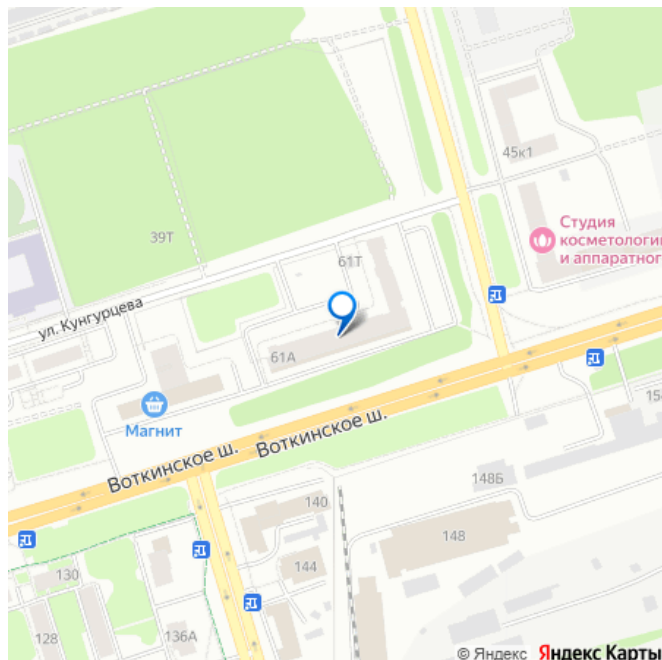 45к1
Студия
косметологии
и аппаратног
39Т
61Т
ул. Кунгурцева
61А
Магнит
Воткинское ш.
Воткинское ш.
148Б
140
148
144
130
128
136А
© Яндекс Яндекс Карты